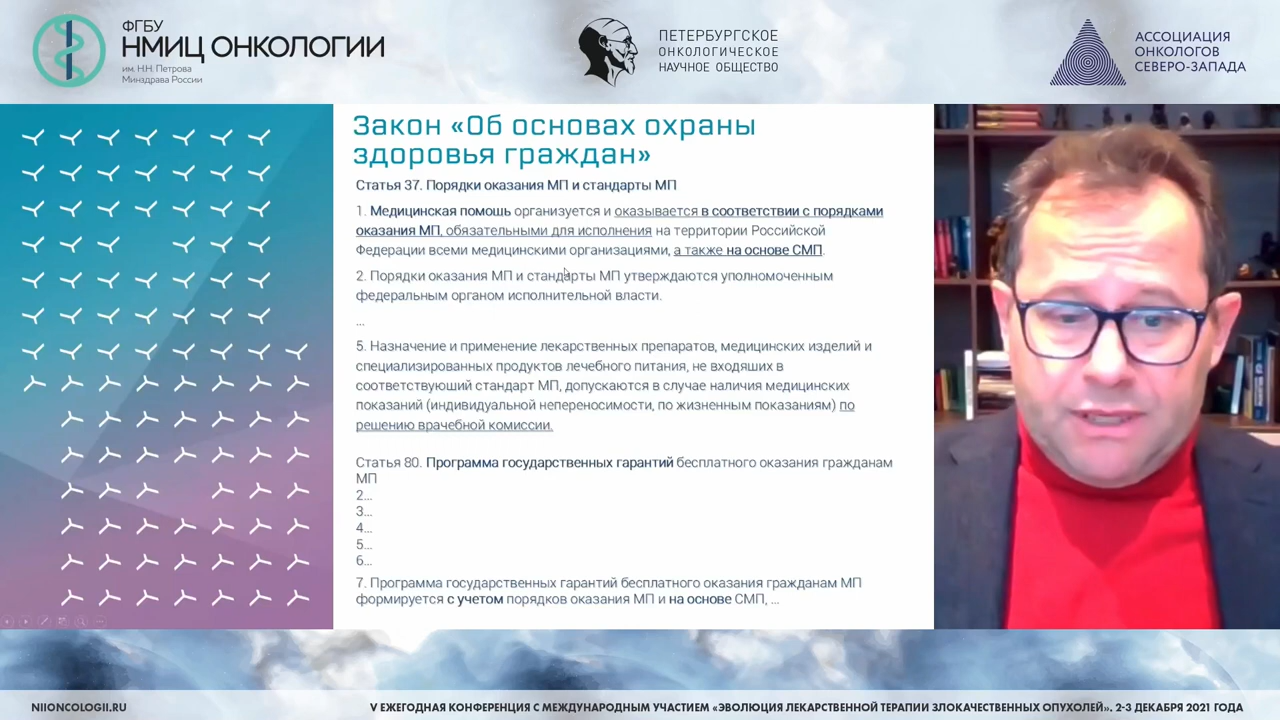 ФГБУ
НМИЦ ОНКОЛОГИИ
им. Н.Н. Петрова
Минздрава России
ПЕТЕРБУРГСКОЕ
ОНКОЛОГИЧЕСКОЕ
НАУЧНОЕ ОБЩЕСТВО
АССОЦИАЦИЯ
ОНКОЛОГОВ
СЕВЕРО-ЗАПАДА
Закон «Об основах охраны
здоровья граждан»
Статья 37. Порядки оказания МП и стандарты МП
1. Медицинская помощь организуется и оказывается в соответствии с порядками
оказания МП, обязательными для исполнения на территории Российской
Федерации всеми медицинскими организациями, а также на основе СМП.
2. Порядки оказания МП и стандарты МП утверждаются уполномоченным
федеральным органом исполнительной власти.
...
5. Назначение и применение лекарственных препаратов, медицинских изделий и
специализированных продуктов лечебного питания, не входящих в
соответствующий стандарт МП, допускаются в случае наличия медицинских
показаний (индивидуальной непереносимости, по жизненным показаниям) по
решению врачебной комиссии.
Статья 80. Программа государственных гарантий бесплатного оказания гражданам
МП
2...
3...
4...
5...
6...
7. Программа государственных гарантий бесплатного оказания гражданам МП
формируется с учетом порядков оказания МП и на основе СМП, ...
NIIONCOLOGII.RU
V ЕЖЕГОДНАЯ КОНФЕРЕНЦИЯ С МЕЖДУНАРОДНЫМ УЧАСТИЕМ «ЭВОЛЮЦИЯ ЛЕКАРСТВЕННОЙ ТЕРАПИИ ЗЛОКАЧЕСТВЕННЫХ ОПУХОЛЕЙ». 2-3 ДЕКАБРЯ 2021 ГОДА